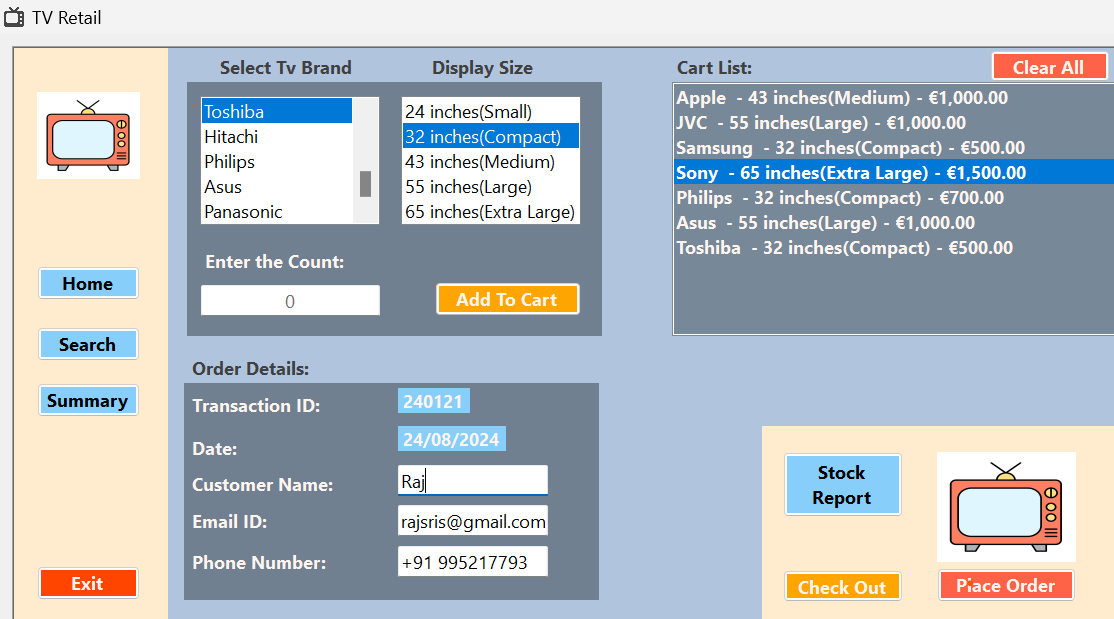 TV Retail
Select Tv Brand
Display Size
Cart List:
Clear All
Toshiba
Hitachi
Philips
Asus
Panasonic
24 inches(Small)
32 inches(Compact)
43 inches(Medium)
55 inches(Large)
65 inches(Extra Large)
Apple - 43 inches(Medium) - €1,000.00
JVC - 55 inches(Large) - €1,000.00
Samsung - 32 inches(Compact) - €500.00
Sony - 65 inches(Extra Large) - €1,500.00
Philips - 32 inches(Compact) - €700.00
Asus - 55 inches(Large) - €1,000.00
Toshiba - 32 inches(Compact) - €500.00
Enter the Count:
0
Add To Cart
Home
Search
Summary
Exit
Order Details:
Transaction ID: 240121
Date: 24/08/2024
Customer Name: Raj
Email ID: rajsris@gmail.com
Phone Number: +91 995217793
Stock
Report
Check Out
Place Order